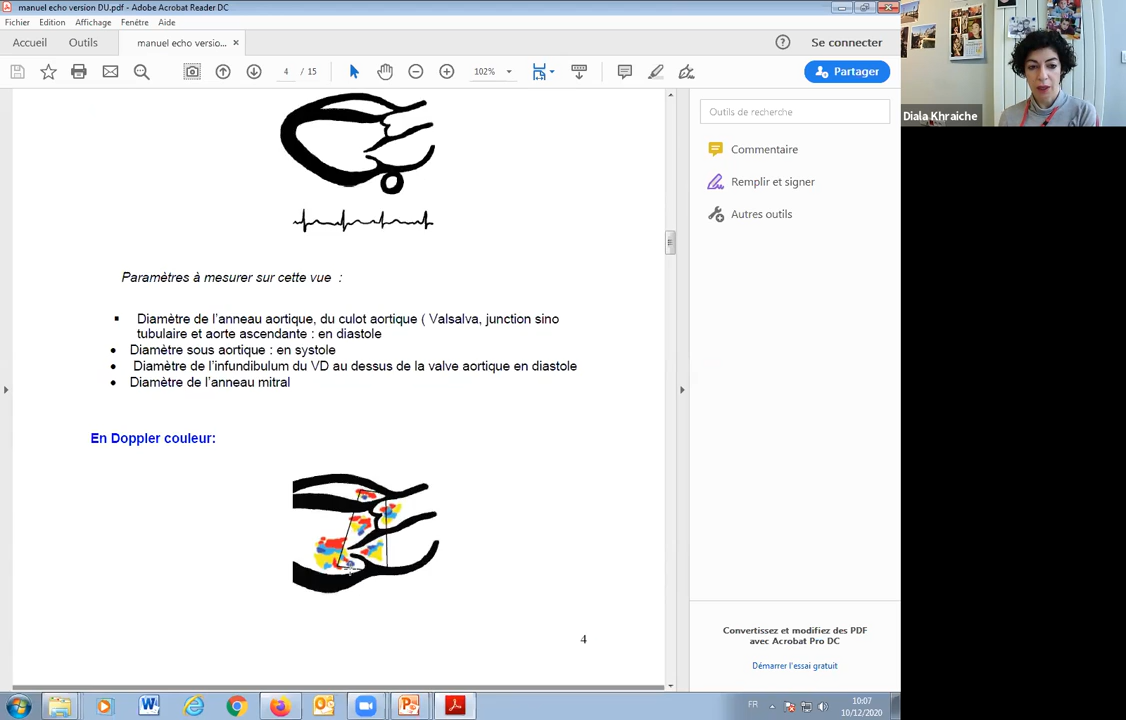 manuel echo version DU.pdf - Adobe Acrobat Reader DC
Fichier Edition Affichage Fenêtre Aide
Accueil Outils manuel echo versio... × Se connecter
4 / 15 102% Partager
Diala Khraiche
Outils de recherche
Commentaire
Remplir et signer
Autres outils
Paramètres à mesurer sur cette vue :
▪ Diamètre de l'anneau aortique, du culot aortique ( Valsalva, junction sino
tubulaire et aorte ascendante : en diastole
• Diamètre sous aortique : en systole
• Diamètre de l'infundibulum du VD au dessus de la valve aortique en diastole
• Diamètre de l'anneau mitral
En Doppler couleur:
4
Convertissez et modifiez des PDF
avec Acrobat Pro DC
Démarrer l'essai gratuit
FR
10:07
10/12/2020